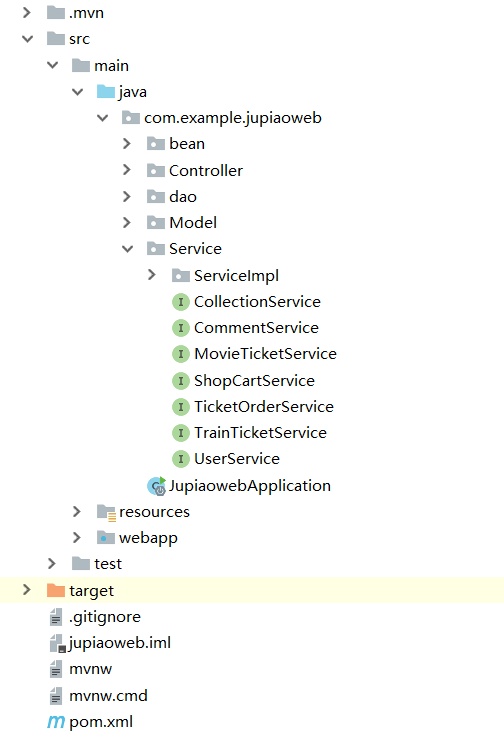 .mvn
src
main
java
com.example.jupiaoweb
bean
Controller
dao
Model
Service
ServiceImpl
CollectionService
CommentService
MovieTicketService
ShopCartService
TicketOrderService
TrainTicketService
UserService
JupiaowebApplication
resources
webapp
test
target
.gitignore
jupiaoweb.iml
mvnw
mvnw.cmd
pom.xml